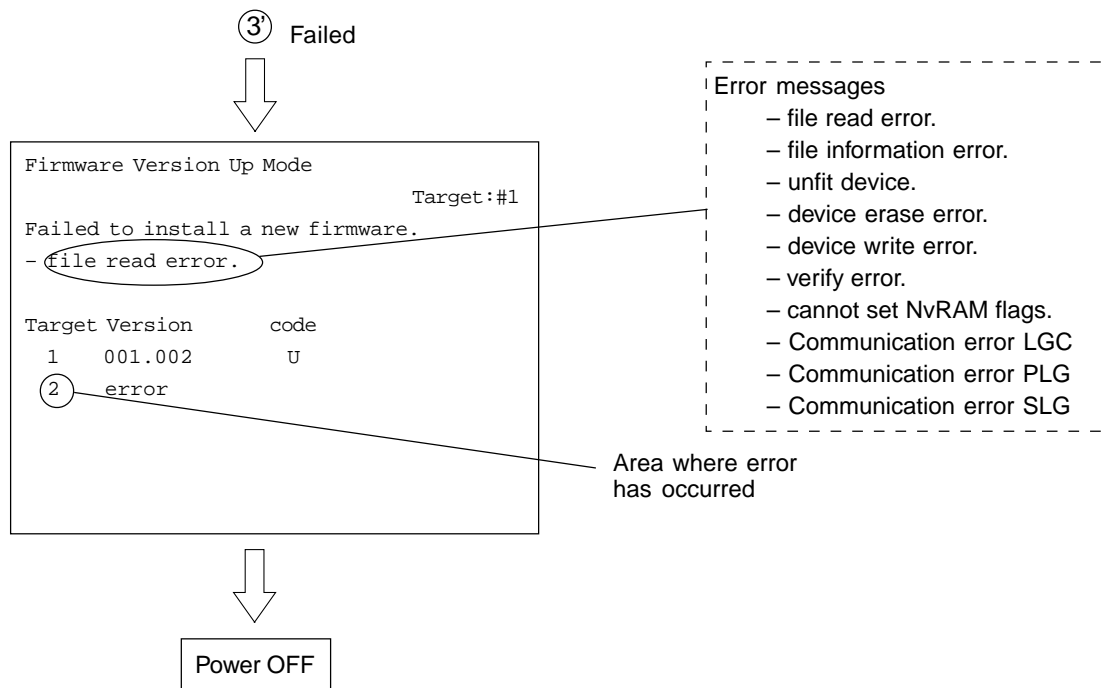 3’ Failed
Firmware Version Up Mode
Target:#1
Failed to install a new firmware.
– file read error.
Target Version code
1 001.002 U
2 error
Error messages
– file read error.
– file information error.
– unfit device.
– device erase error.
– device write error.
– verify error.
– cannot set NvRAM flags.
– Communication error LGC
– Communication error PLG
– Communication error SLG
Area where error
has occurred
Power OFF